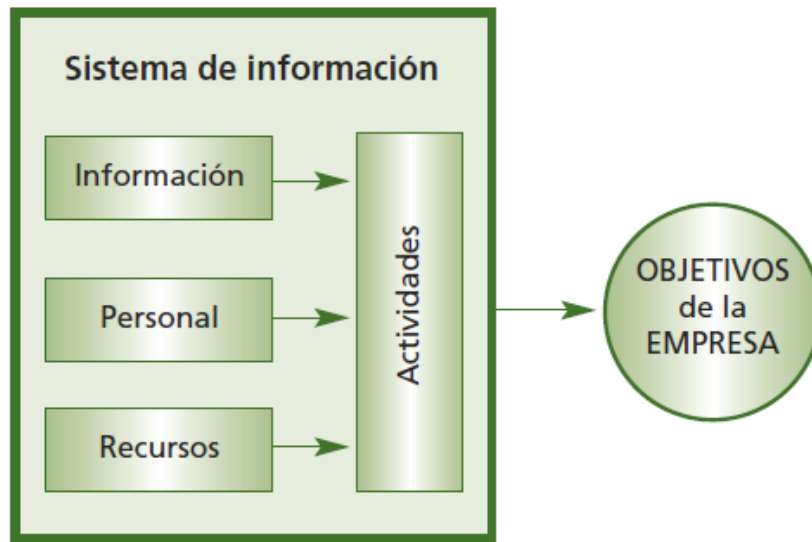 Sistema de información
Información
Personal
Recursos
Actividades
OBJETIVOS
de la
EMPRESA